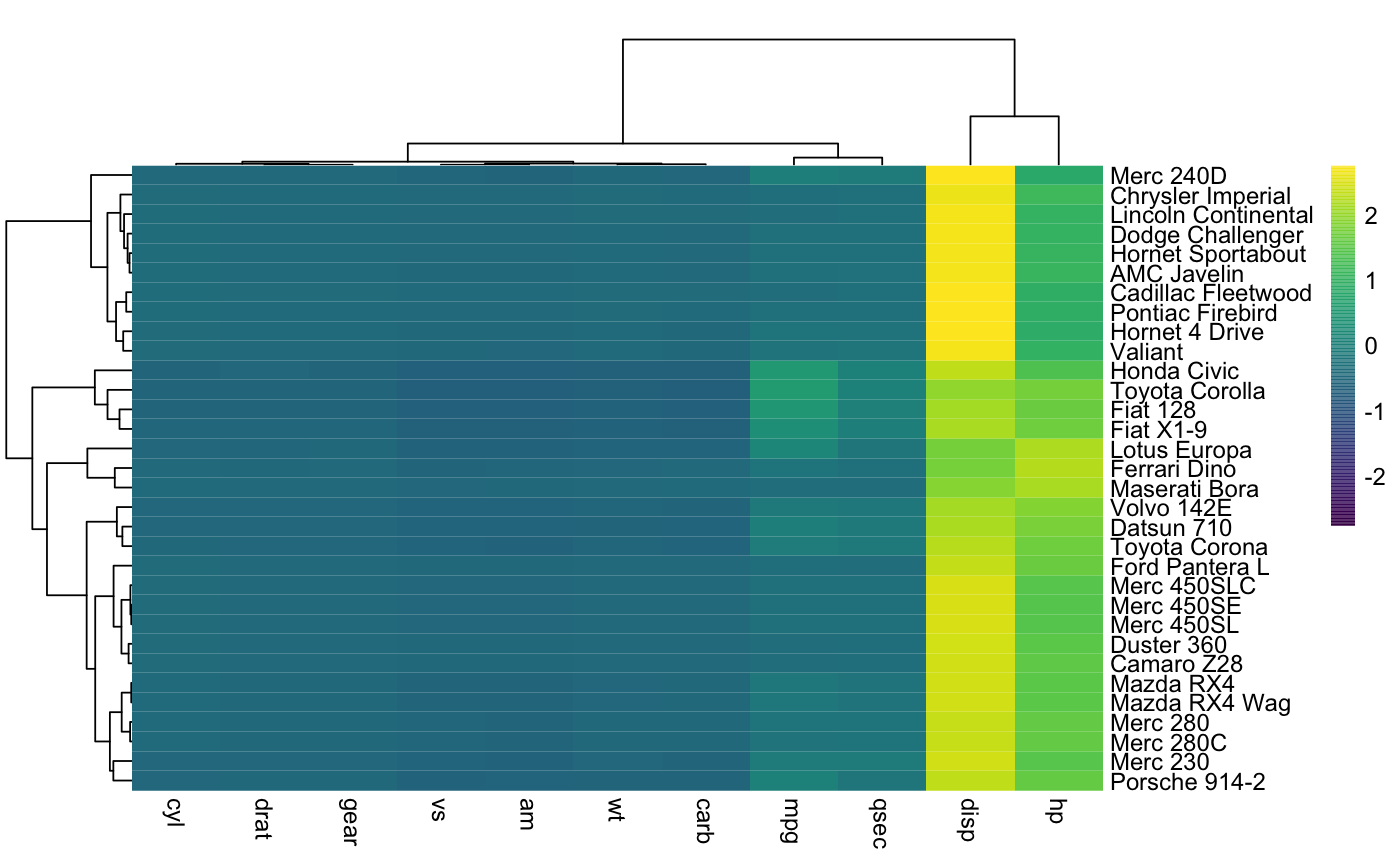 Merc 240D
Chrysler Imperial
Lincoln Continental
Dodge Challenger
Hornet Sportabout
AMC Javelin
Cadillac Fleetwood
Pontiac Firebird
Hornet 4 Drive
Valiant
Honda Civic
Toyota Corolla
Fiat 128
Fiat X1-9
Lotus Europa
Ferrari Dino
Maserati Bora
Volvo 142E
Datsun 710
Toyota Corona
Ford Pantera L
Merc 450SLC
Merc 450SE
Merc 450SL
Duster 360
Camaro Z28
Mazda RX4
Mazda RX4 Wag
Merc 280
Merc 280C
Merc 230
Porsche 914-2
2
1
0
-1
-2
cyl
drat
gear
vs
am
wt
carb
mpg
qsec
disp
hp